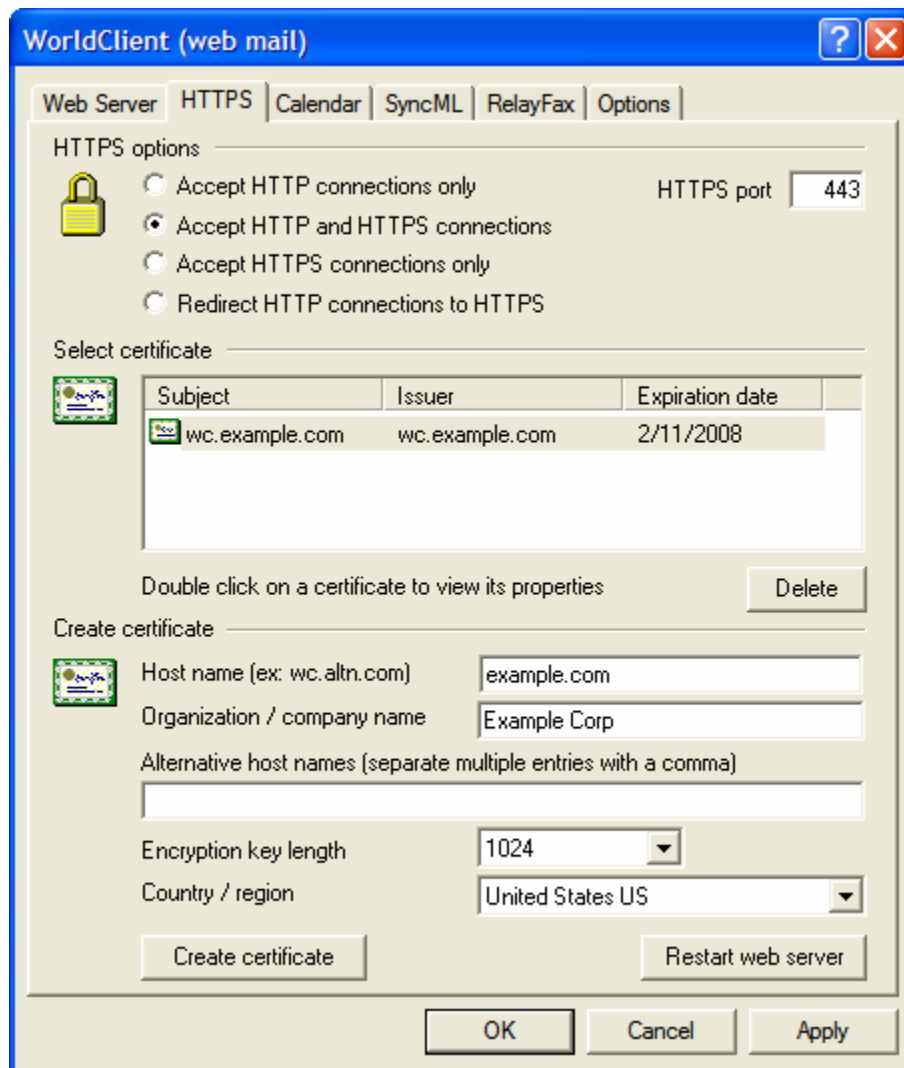 WorldClient (web mail)
Web Server HTTPS Calendar SyncML RelayFax Options
HTTPS options
Accept HTTP connections only
HTTPS port 443
Accept HTTP and HTTPS connections
Accept HTTPS connections only
Redirect HTTP connections to HTTPS
Select certificate
Subject Issuer Expiration date
wc.example.com wc.example.com 2/11/2008
Double click on a certificate to view its properties
Delete
Create certificate
Host name (ex: wc.altn.com) example.com
Organization / company name Example Corp
Alternative host names (separate multiple entries with a comma)
Encryption key length 1024
Country / region United States US
Create certificate Restart web server
OK Cancel Apply